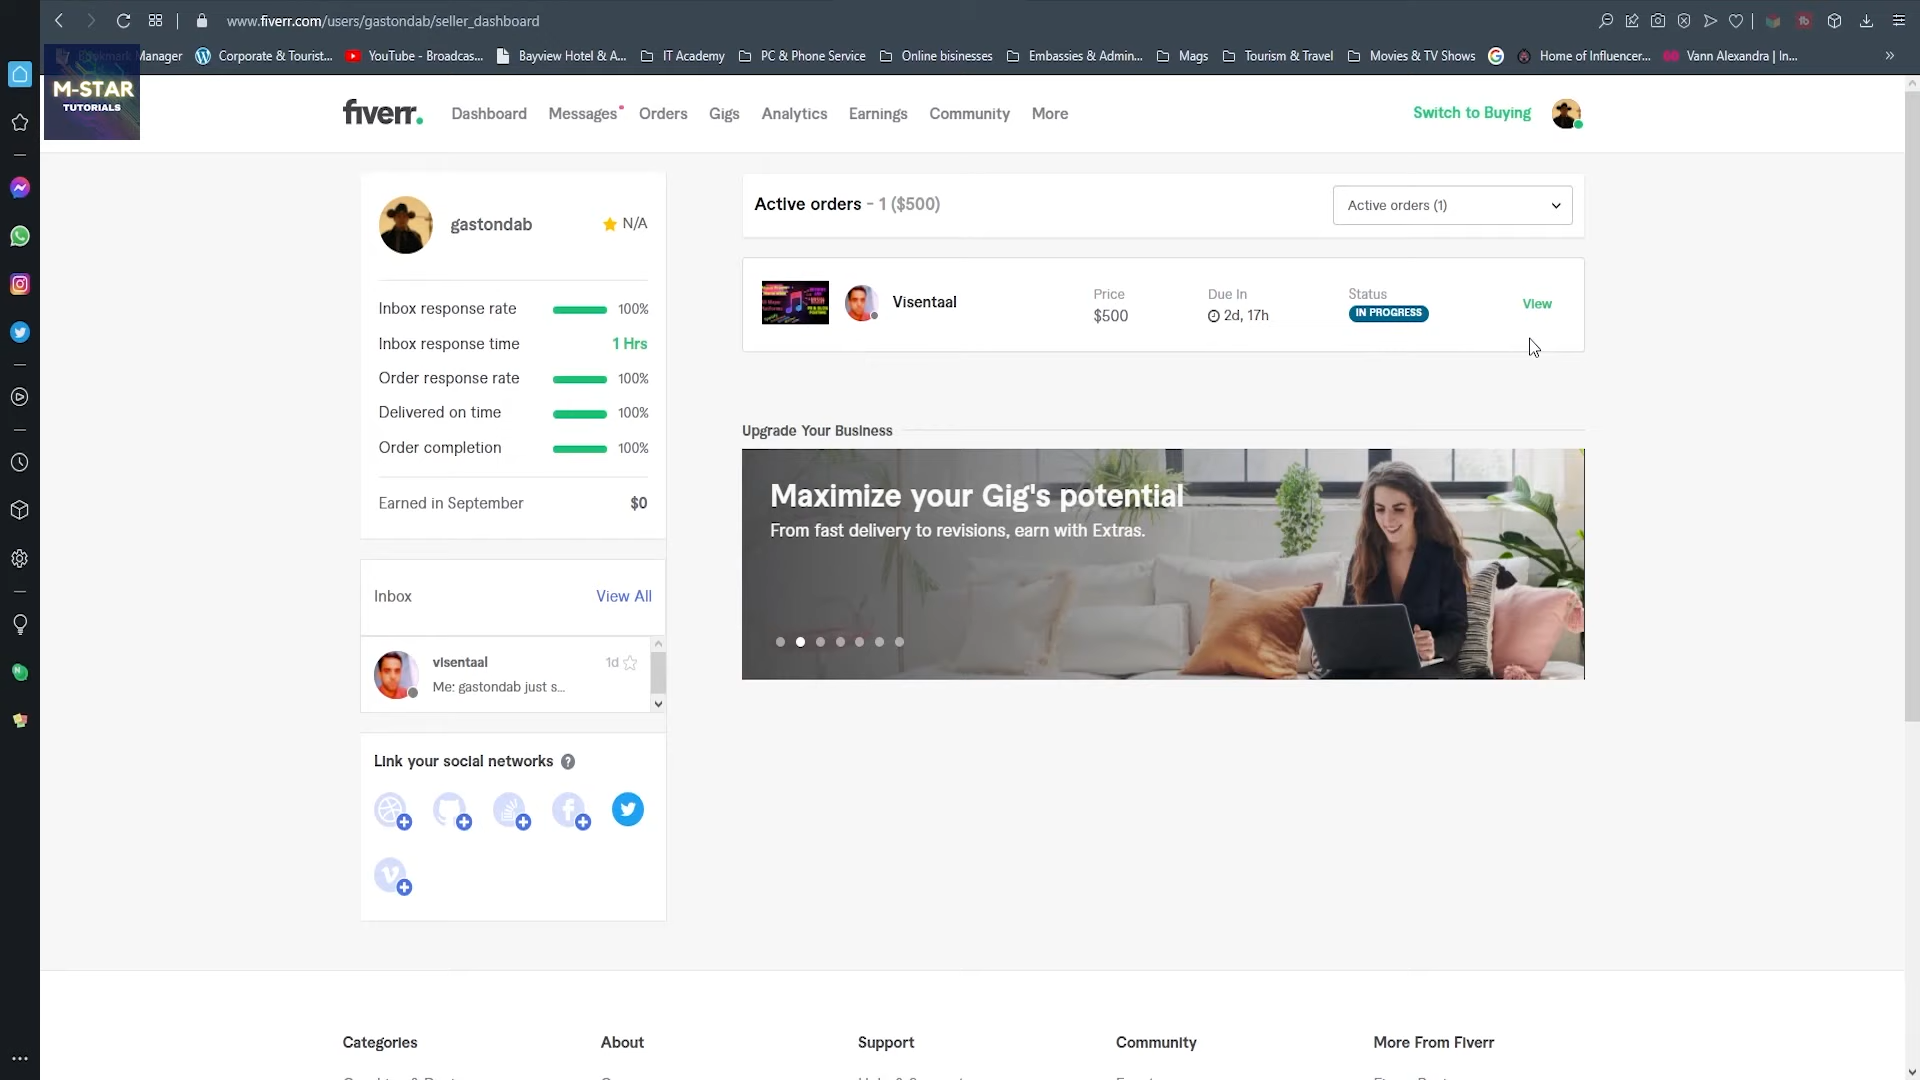 www.fiverr.com/users/gastondab/seller_dashboard
Manager
Corporate & Tourist...
YouTube - Broadcas...
Bayview Hotel & A...
IT Academy
PC & Phone Service
Online bisinesses
Embassies & Admin...
Mags
Tourism & Travel
Movies & TV Shows
Home of Influencer...
Vann Alexandra | In...
M-STAR
TUTORIALS
fiverr.
Dashboard
Messages
Orders
Gigs
Analytics
Earnings
Community
More
Switch to Buying
gastondab
N/A
Inbox response rate 100%
Inbox response time 1 Hrs
Order response rate 100%
Delivered on time 100%
Order completion 100%
Earned in September $0
Inbox View All
visentaal 1d
Me: gastondab just s...
Link your social networks ?
Active orders - 1 ($500)
Active orders (1)
Visentaal
Price
$500
Due In
2d, 17h
Status
IN PROGRESS
View
Upgrade Your Business
Maximize your Gig's potential
From fast delivery to revisions, earn with Extras.
Categories
About
Support
Community
More From Fiverr